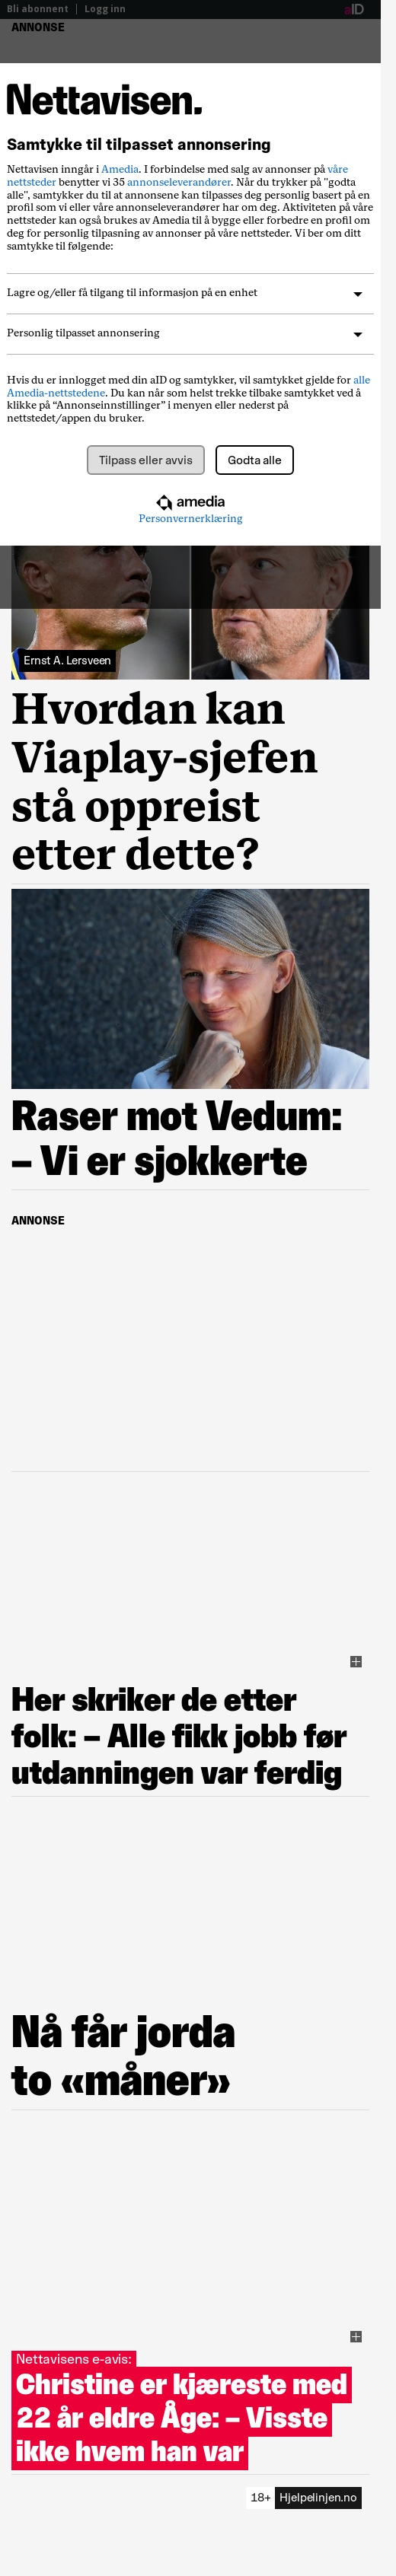 Bli abonnent | Logg inn
aID
ANNONSE
Nettavisen.
Samtykke til tilpasset annonsering
Nettavisen inngår i Amedia. I forbindelse med salg av annonser på våre
nettsteder benytter vi 35 annonseleverandører. Når du trykker på "godta
alle", samtykker du til at annonsene kan tilpasses deg personlig basert på en
profil som vi eller våre annonseleverandører har om deg. Aktiviteten på våre
nettsteder kan også brukes av Amedia til å bygge eller forbedre en profil om
deg for personlig tilpasning av annonser på våre nettsteder. Vi ber om ditt
samtykke til følgende:
Lagre og/eller få tilgang til informasjon på en enhet
Personlig tilpasset annonsering
Hvis du er innlogget med din aID og samtykker, vil samtykket gjelde for alle
Amedia-nettstedene. Du kan når som helst trekke tilbake samtykket ved å
klikke på “Annonseinnstillinger” i menyen eller nederst på
nettstedet/appen du bruker.
Tilpass eller avvis
Godta alle
amedia
Personvernerklæring
Ernst A. Lersveen
Hvordan kan
Viaplay-sjefen
stå oppreist
etter dette?
Raser mot Vedum:
– Vi er sjokkerte
ANNONSE
Her skriker de etter
folk: – Alle fikk jobb før
utdanningen var ferdig
Nå får jorda
to «måner»
Nettavisens e-avis:
Christine er kjæreste med
22 år eldre Åge: – Visste
ikke hvem han var
18+ Hjelpelinjen.no